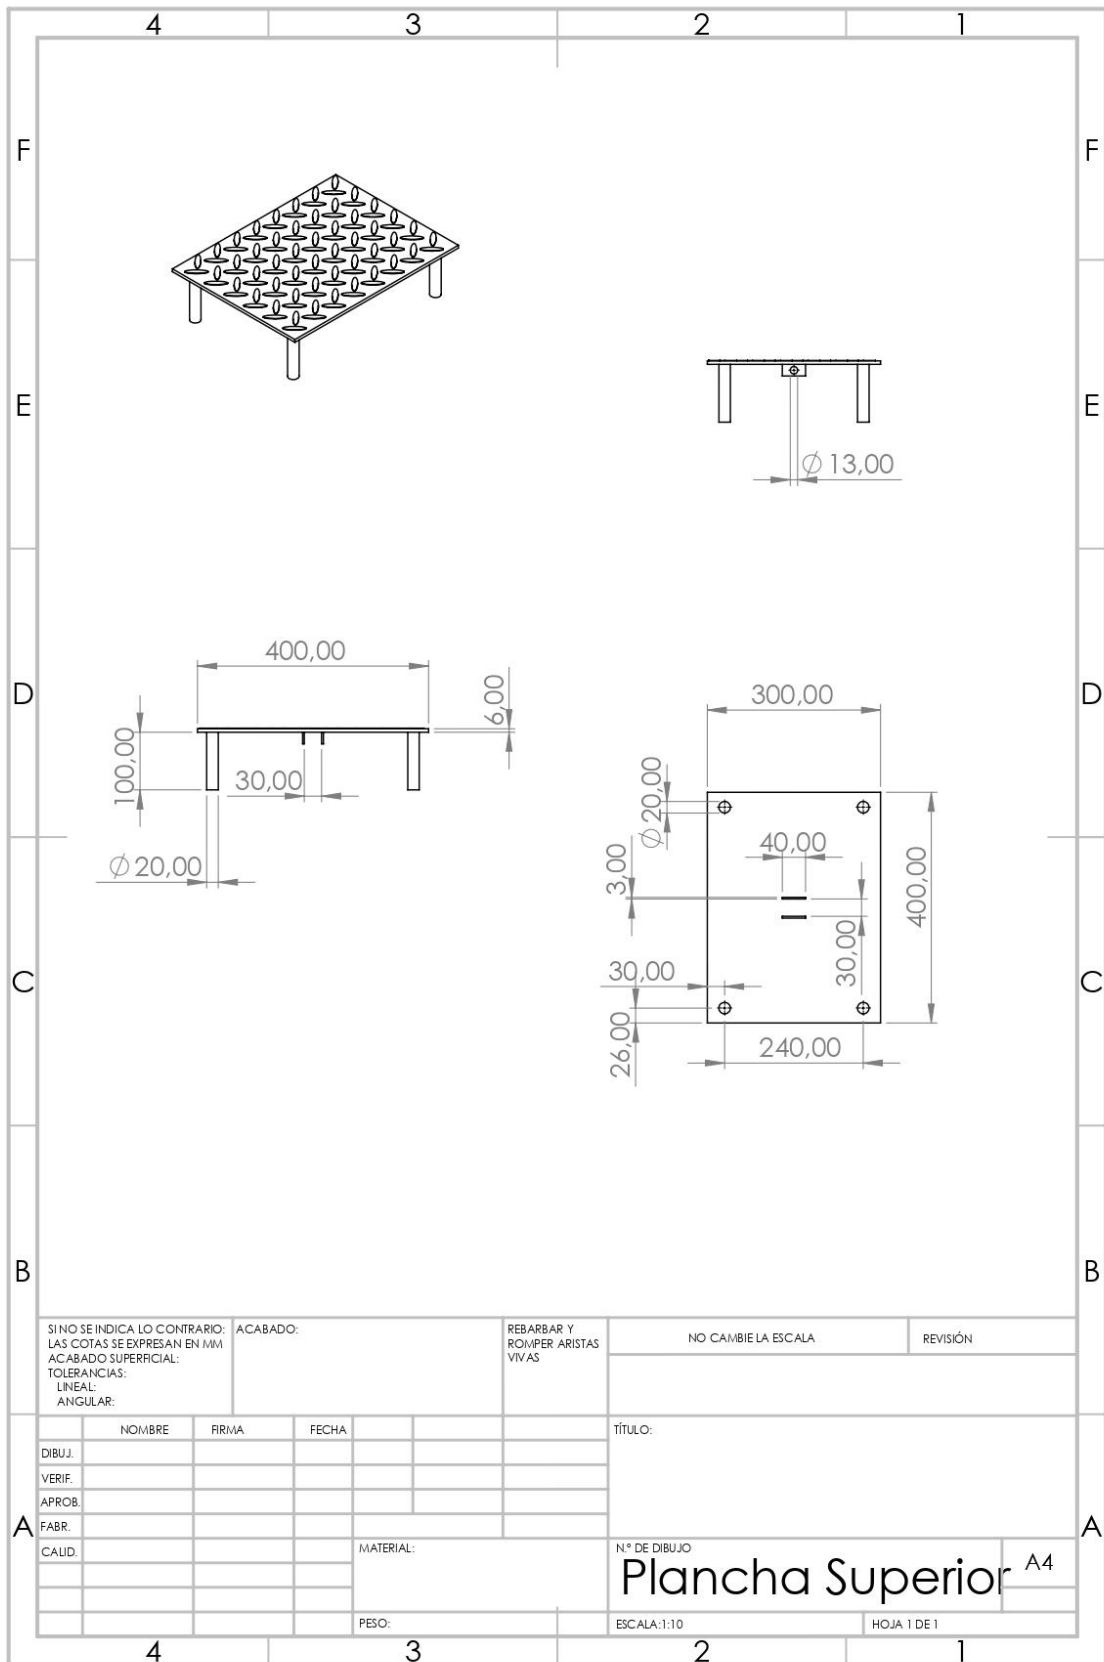 4 3 2 1
F F
E E
Ø 13,00
400,00
6,00
D D
300,00
100,00
30,00
Ø 20,00
Ø 20,00
40,00
3,00
400,00
30,00
C C
30,00
26,00
240,00
B B
SI NO SE INDICA LO CONTRARIO:
LAS COTAS SE EXPRESAN EN MM
ACABADO SUPERFICIAL:
TOLERANCIAS:
LINEAL:
ANGULAR:
ACABADO:
REBARBAR Y
ROMPER ARISTAS
VIVAS
NO CAMBIE LA ESCALA
REVISIÓN
NOMBRE FIRMA FECHA
TÍTULO:
DIBUJ.
VERIF.
APROB.
FABR.
A A
CALID.
MATERIAL:
N.º DE DIBUJO
Plancha Superior
A4
PESO:
ESCALA:1:10
HOJA 1 DE 1
4 3 2 1